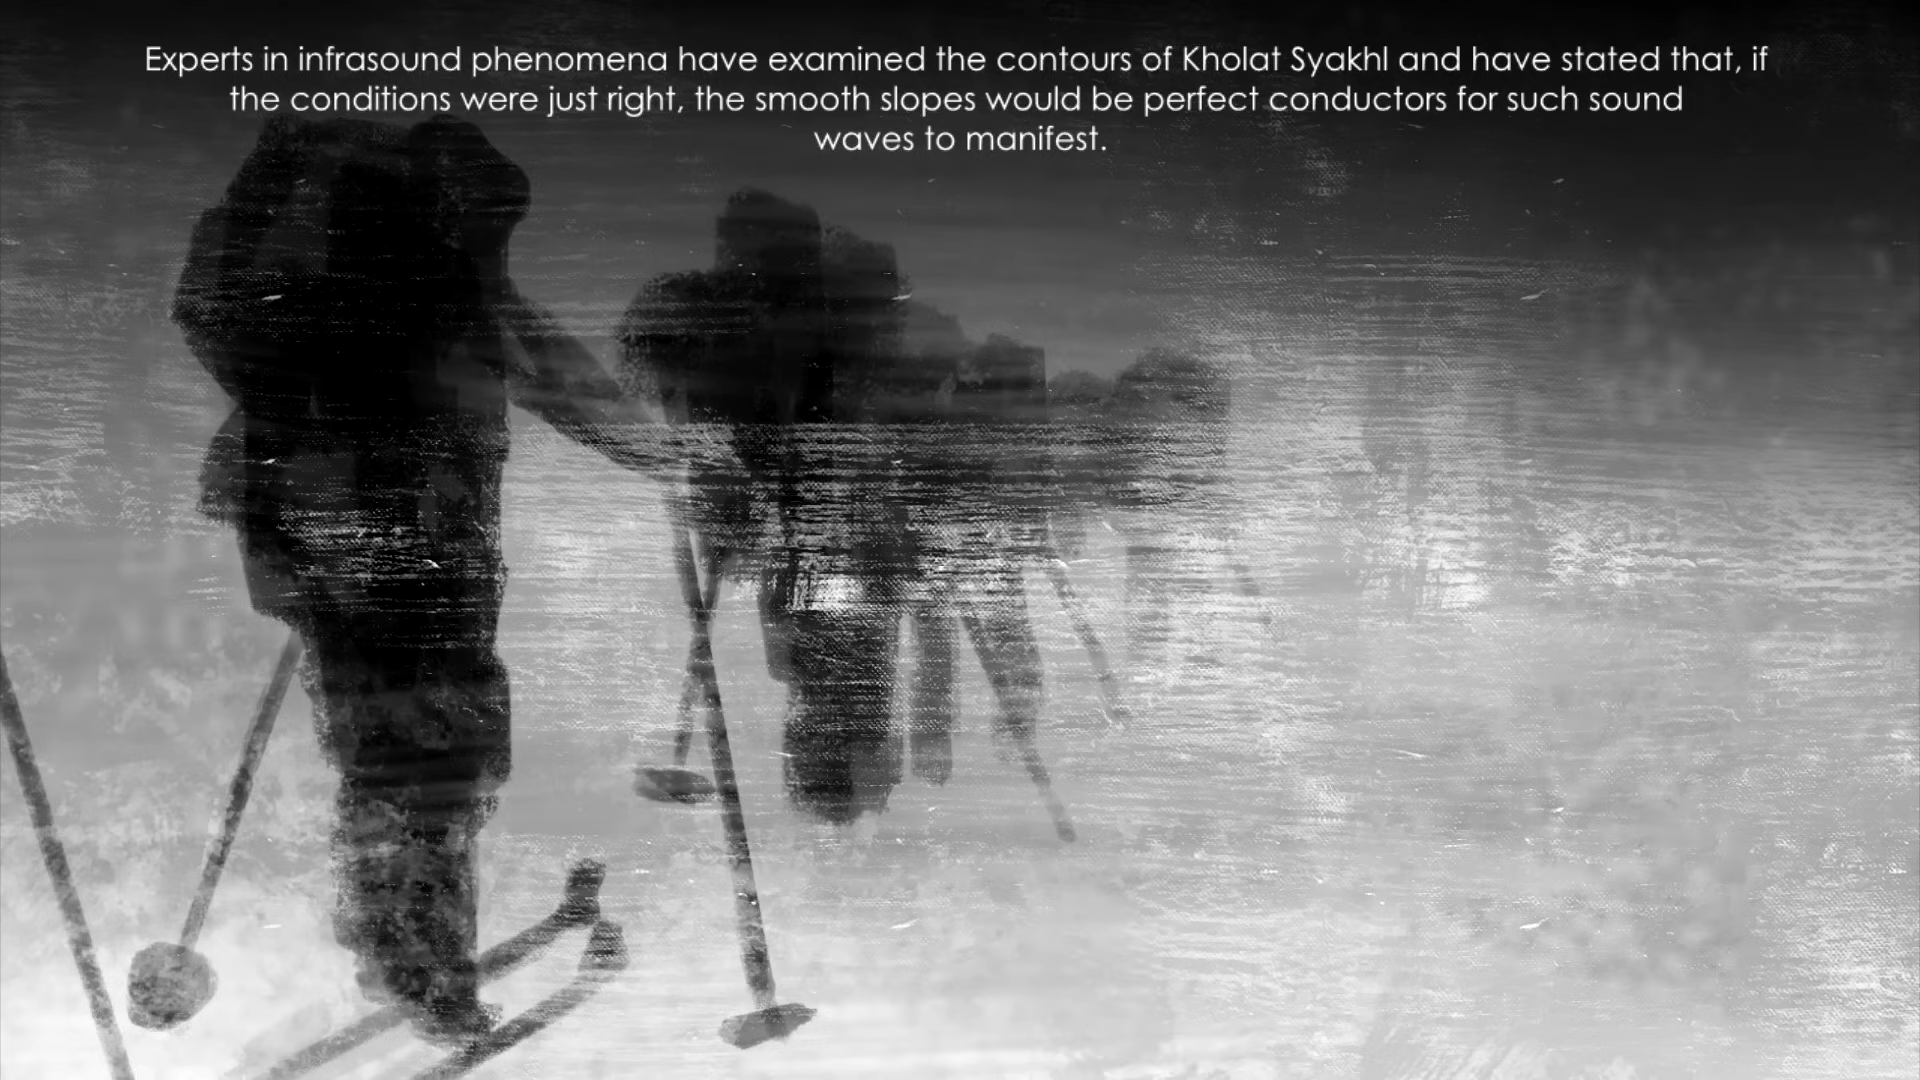 Experts in infrasound phenomena have examined the contours of Kholat Syakhl and have stated that, if
the conditions were just right, the smooth slopes would be perfect conductors for such sound
waves to manifest.